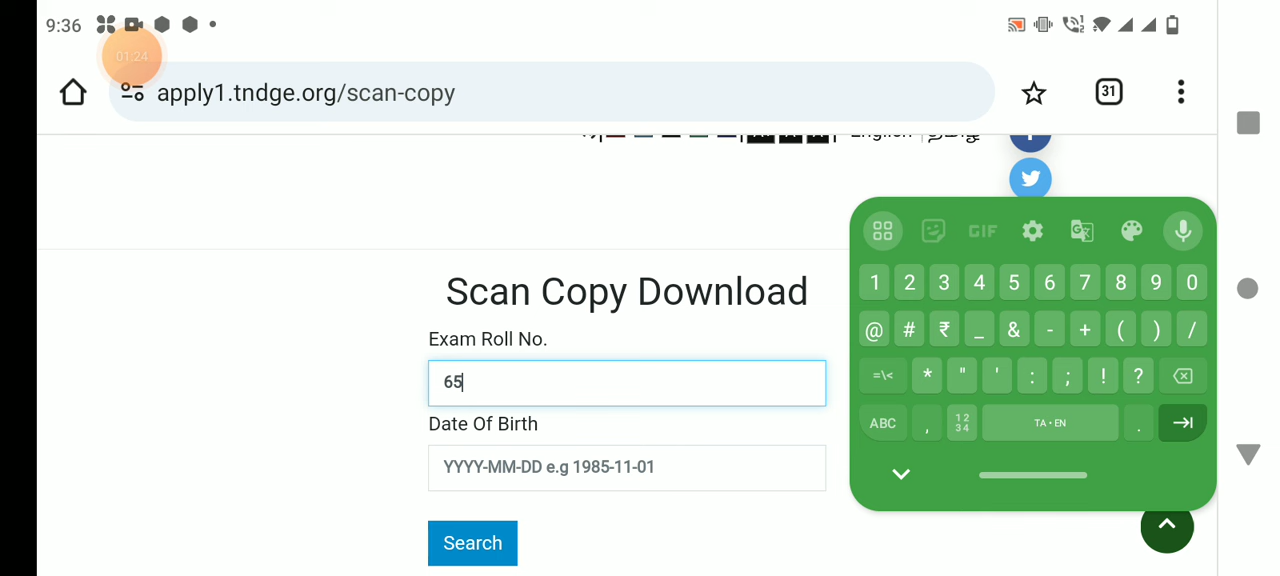 9:36
01:24
apply1.tndge.org/scan-copy
31
English
தமிழ்
Scan Copy Download
Exam Roll No.
65
Date Of Birth
YYYY-MM-DD e.g 1985-11-01
Search
GIF
1 2 3 4 5 6 7 8 9 0
@ # ₹ _ & - + ( ) /
=\< * " ' : ; ! ?
ABC , 12 34 TA • EN .